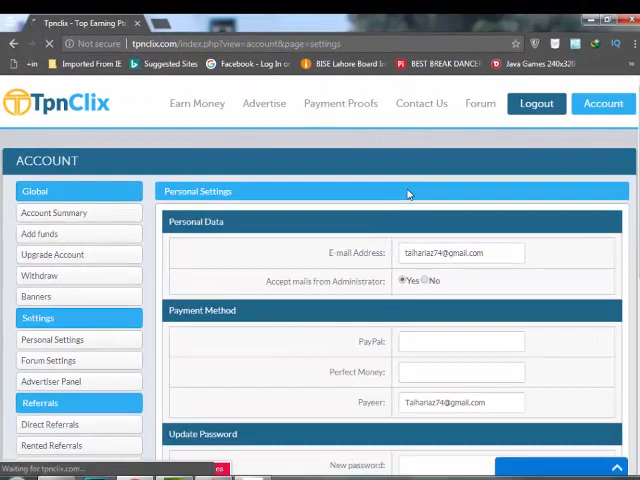 Tpnclix - Top Earning Pt
Not secure | tpnclix.com/index.php?view=account&page=settings
Bookmarks Imported From IE Suggested Sites Facebook - Log In o BISE Lahore Board In BEST BREAK DANCE Java Games 240x320
TpnClix Earn Money Advertise Payment Proofs Contact Us Forum Logout Account
ACCOUNT
Global
Account Summary
Add funds
Upgrade Account
Withdraw
Banners
Settings
Personal Settings
Forum Settings
Advertiser Panel
Referrals
Direct Referrals
Rented Referrals
Personal Settings
Personal Data
E-mail Address: talhariaz74@gmail.com
Accept mails from Administrator: Yes No
Payment Method
PayPal:
Perfect Money:
Payeer: Talhariaz74@gmail.com
Update Password
New password:
Waiting for tpnclix.com...
es